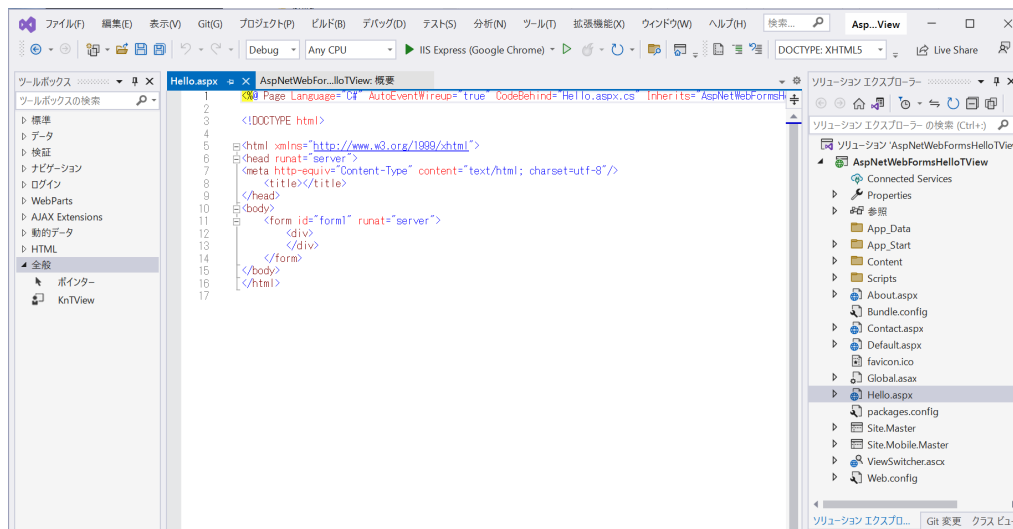 ファイル(F) 編集(E) 表示(V) Git(G) プロジェクト(P) ビルド(B) デバッグ(D) テスト(S) 分析(N) ツール(T) 拡張機能(X) ウィンドウ(W) ヘルプ(H) 検索... Asp...View
Debug Any CPU IIS Express (Google Chrome) DOCTYPE: XHTML5 Live Share
ツールボックス
ツールボックスの検索
標準
データ
検証
ナビゲーション
ログイン
WebParts
AJAX Extensions
動的データ
HTML
全般
ポインター
KnTView
Hello.aspx AspNetWebFor...lloTView: 概要
1 <%@ Page Language="C#" AutoEventWireup="true" CodeBehind="Hello.aspx.cs" Inherits="AspNetWebFormsH
2
3 <!DOCTYPE html>
4
5 <html xmlns="http://www.w3.org/1999/xhtml">
6 <head runat="server">
7 <meta http-equiv="Content-Type" content="text/html; charset=utf-8"/>
8 <title></title>
9 </head>
10 <body>
11 <form id="form1" runat="server">
12 <div>
13 </div>
14 </form>
15 </body>
16 </html>
17
ソリューション エクスプローラー
ソリューション エクスプローラー の検索 (Ctrl+:)
ソリューション 'AspNetWebFormsHelloTVie
AspNetWebFormsHelloTView
Connected Services
Properties
参照
App_Data
App_Start
Content
Scripts
About.aspx
Bundle.config
Contact.aspx
Default.aspx
favicon.ico
Global.asax
Hello.aspx
packages.config
Site.Master
Site.Mobile.Master
ViewSwitcher.ascx
Web.config
ソリューション エクスプロ... Git 変更 クラス ビュー